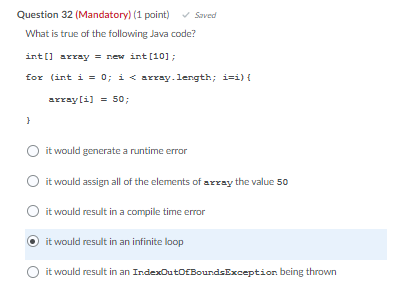 Question 32 (Mandatory) (1 point) ✓ Saved
What is true of the following Java code?
int[] array = new int[10];
for (int i = 0; i < array.length; i=i){
array[i] = 50;
}
it would generate a runtime error
it would assign all of the elements of array the value 50
it would result in a compile time error
it would result in an infinite loop
it would result in an IndexOutOfBoundsException being thrown